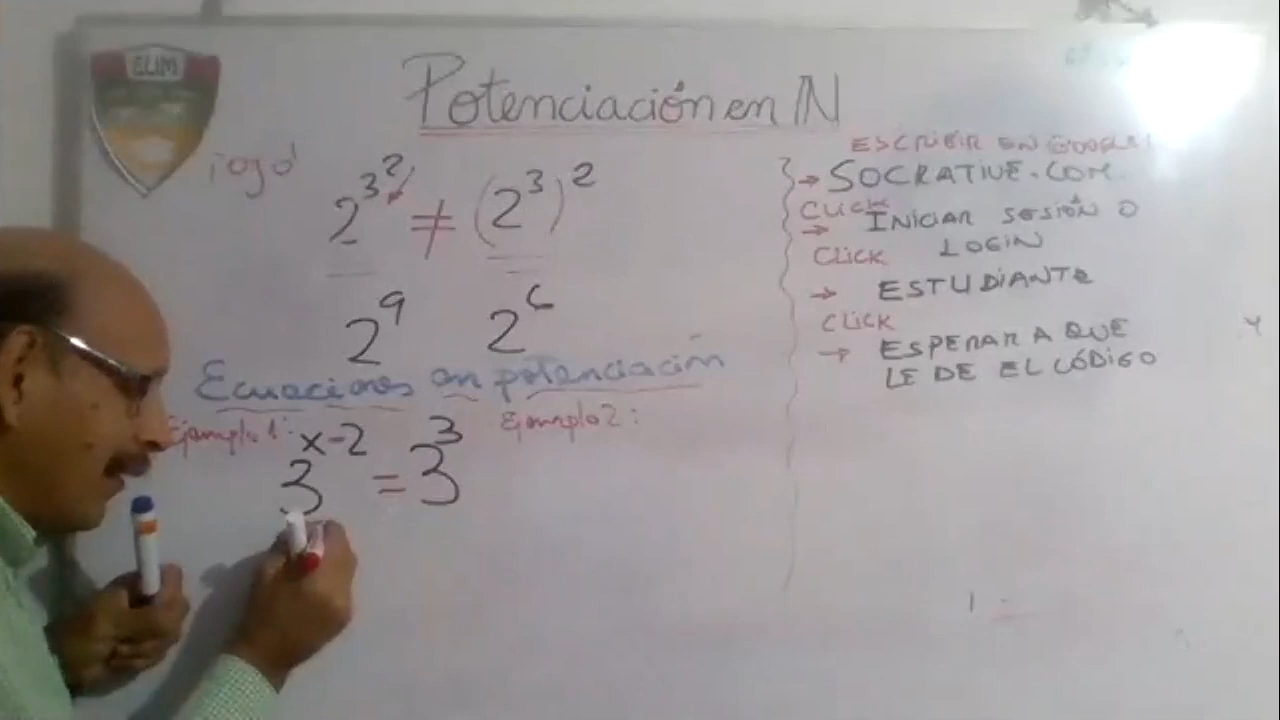 ELIM
Potenciación en ℕ
¡ojo!
2^3^2 ≠ (2^3)^2
2^9 2^6
Ecuaciones en potenciación
Ejemplo 1:
Ejemplo 2:
3^x-2 = 3^3
ESCRIBIR EN GOOGLE!
→ SOCRATIVE.COM.
CLICK
→ INICIAR SESIÓN O
LOGIN
CLICK
→ ESTUDIANTE
CLICK
→ ESPERAR A QUE
LE DE EL CÓDIGO